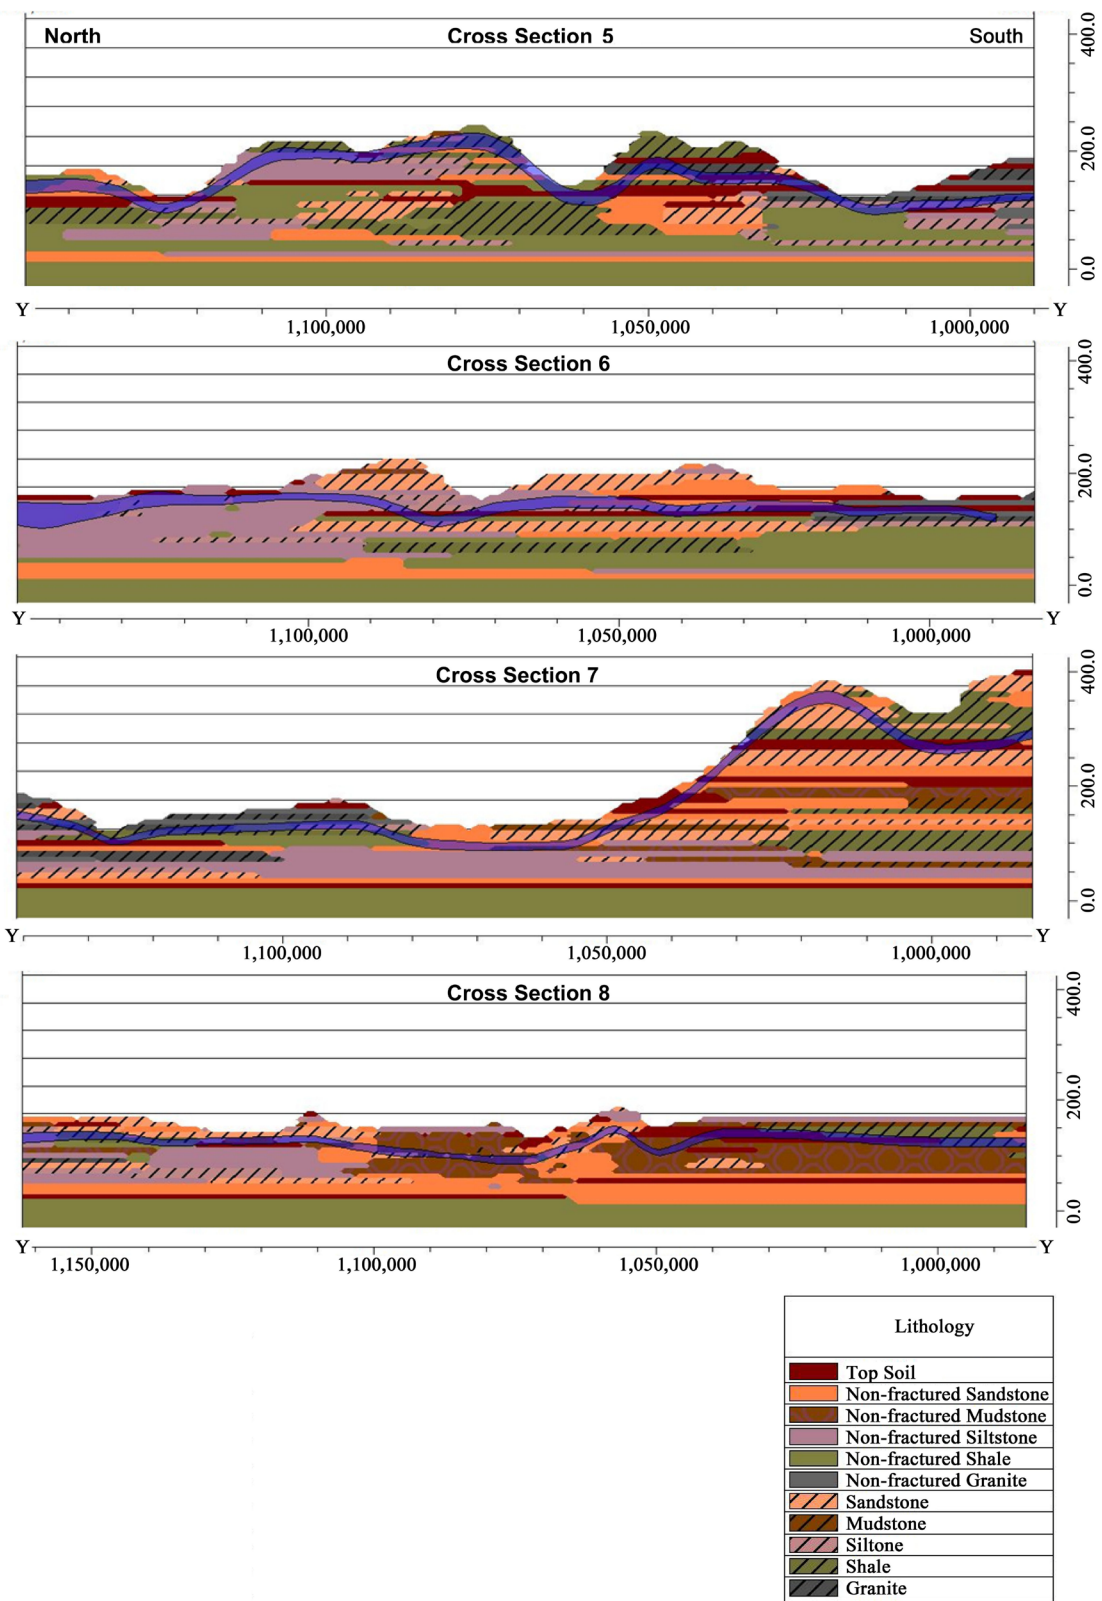 North Cross Section 5 South
400.0
200.0
0.0
Y Y
1,100,000 1,050,000 1,000,000
Cross Section 6
400.0
200.0
0.0
Y Y
1,100,000 1,050,000 1,000,000
Cross Section 7
400.0
200.0
0.0
Y Y
1,100,000 1,050,000 1,000,000
Cross Section 8
400.0
200.0
0.0
Y Y
1,150,000 1,100,000 1,050,000 1,000,000
Lithology
Top Soil
Non-fractured Sandstone
Non-fractured Mudstone
Non-fractured Siltstone
Non-fractured Shale
Non-fractured Granite
Sandstone
Mudstone
Siltone
Shale
Granite